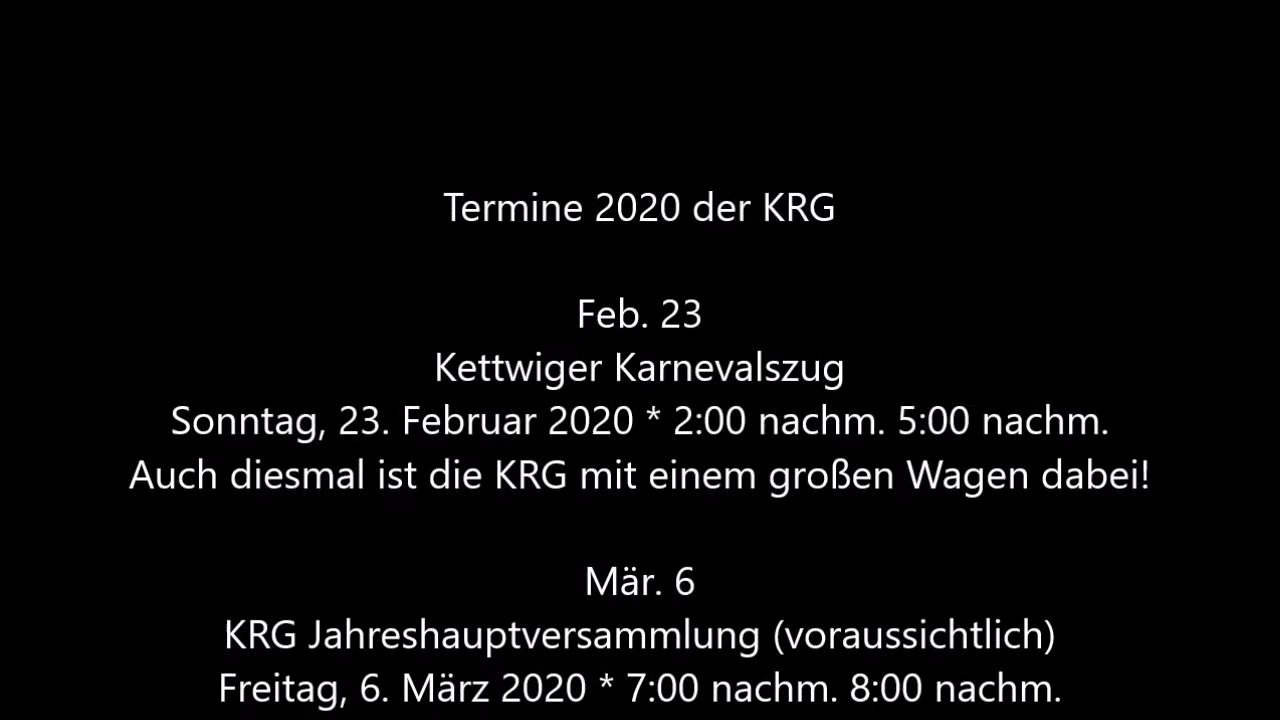 Termine 2020 der KRG
Feb. 23
Kettwiger Karnevalszug
Sonntag, 23. Februar 2020 * 2:00 nachm. 5:00 nachm.
Auch diesmal ist die KRG mit einem großen Wagen dabei!
Mär. 6
KRG Jahreshauptversammlung (voraussichtlich)
Freitag, 6. März 2020 * 7:00 nachm. 8:00 nachm.